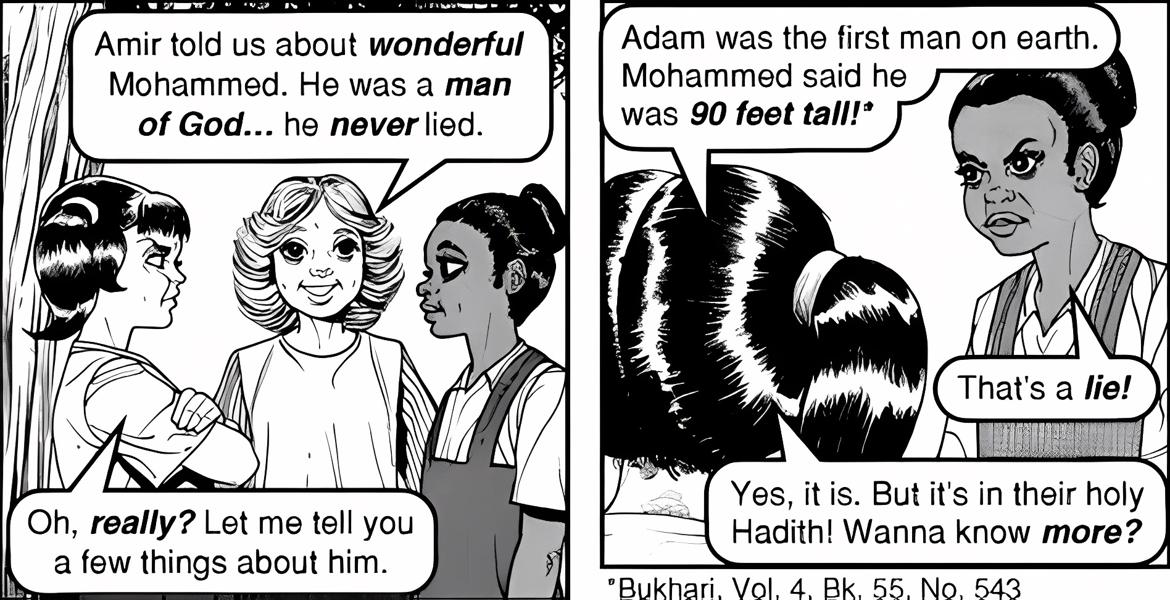 Amir told us about wonderful
Mohammed. He was a man
of God... he never lied.
Oh, really? Let me tell you
a few things about him.
Adam was the first man on earth.
Mohammed said he
was 90 feet tall!*
That's a lie!
Yes, it is. But it's in their holy
Hadith! Wanna know more?
*Bukhari, Vol. 4, Bk. 55, No. 543